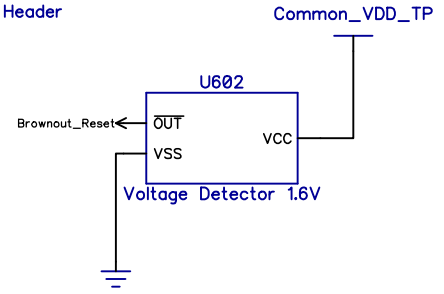 Header
Common_VDD_TP
U602
Brownout_Reset
OUT
VCC
VSS
Voltage Detector 1.6V